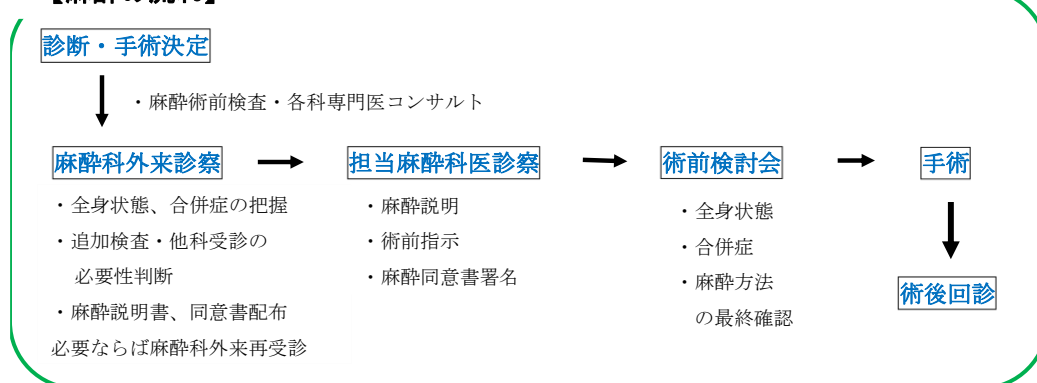 診断・手術決定
・麻酔術前検査・各科専門医コンサルト
麻酔科外来診察
・全身状態、合併症の把握
・追加検査・他科受診の
必要性判断
・麻酔説明書、同意書配布
必要ならば麻酔科外来再受診
担当麻酔科医診察
・麻酔説明
・術前指示
・麻酔同意書署名
術前検討会
・全身状態
・合併症
・麻酔方法
の最終確認
手術
術後回診